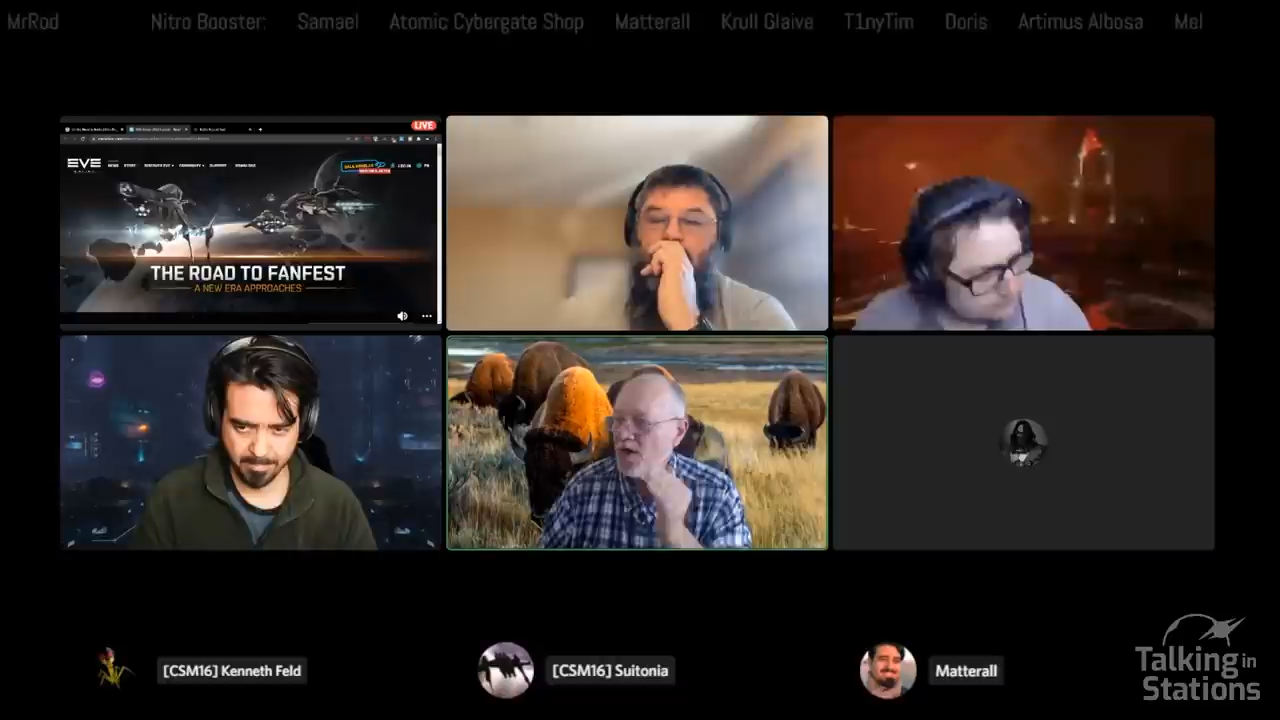 MrRod Nitro Booster: Samael Atomic Cybergate Shop Matterall Krull Glaive T1nyTim Doris Artimus Albosa Mel
LIVE
EVE
THE ROAD TO FANFEST
A NEW ERA APPROACHES
[CSM16] Kenneth Feld
[CSM16] Suitonia
Matterall
Talking in
Stations